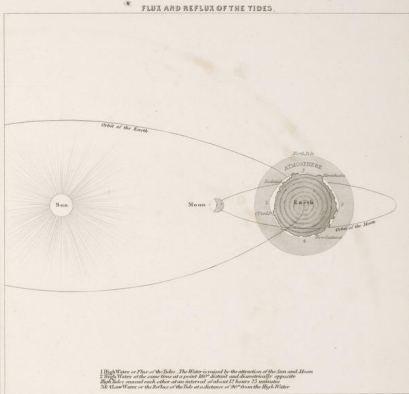 FLUX AND REFLUX OF THE TIDES.
Orbit of the Earth
North Pole
ATMOSPHERE
Sun
Moon
Earth
Orbit of the Moon
1 High Water or Flux of the Tides. The Water is raised by the attraction of the Sun and Moon
2 High Water at the same time at a point 180° distant and diametrically opposite
High Tides succeed each other at an interval of about 12 hours 25 minutes
3 & 4 Low Water or the Reflux of the Tide at a distance of 90° from the High Water